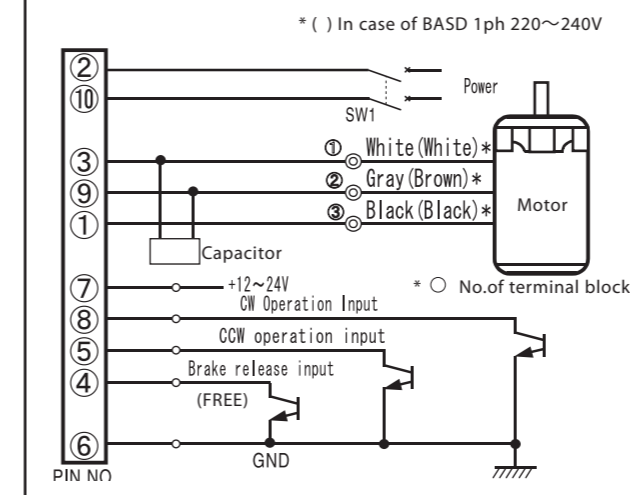 * ( ) In case of BASD 1ph 220～240V
②
⑩
Power
SW1
③
① White(White)*
⑨
② Gray(Brown)*
①
③ Black(Black)*
Motor
Capacitor
⑦
+12～24V
* ○ No.of terminal block
⑧
CW Operation Input
⑤
CCW operation input
④
Brake release input
(FREE)
⑥
GND
PIN NO